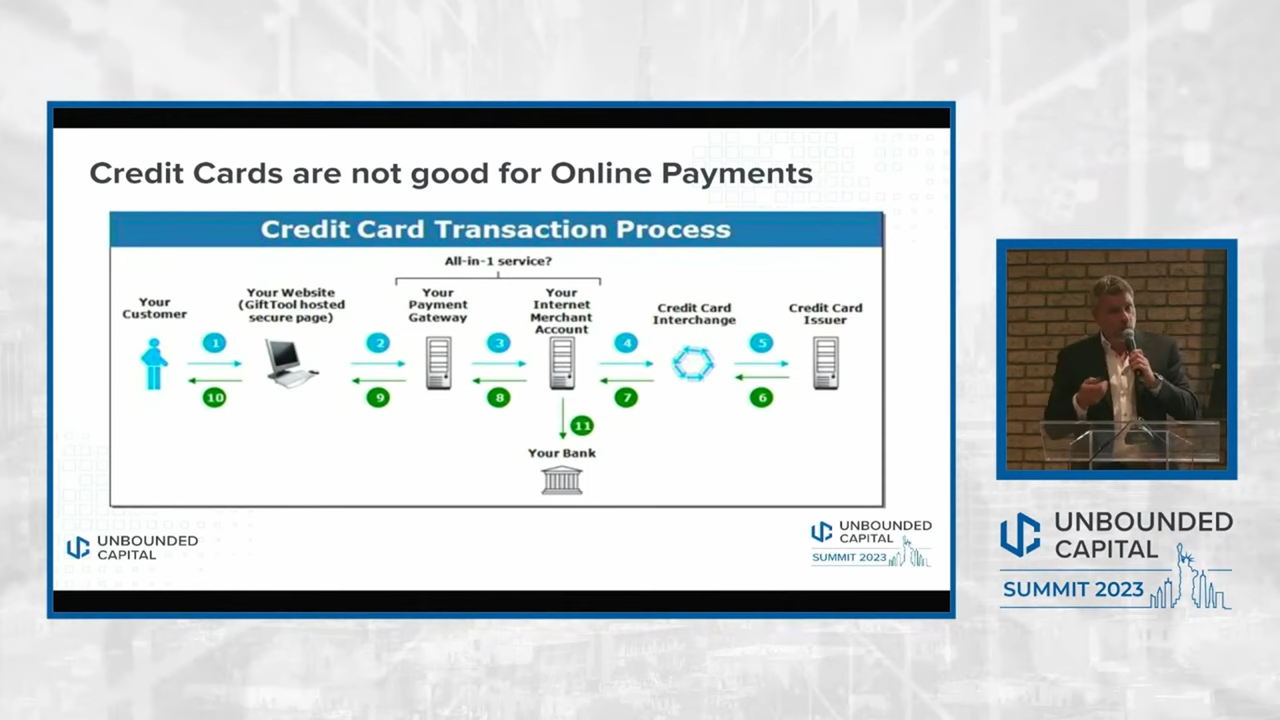 Credit Cards are not good for Online Payments
Credit Card Transaction Process
All-in-1 service?
Your
Customer
Your Website
(GiftTool hosted
secure page)
Your
Payment
Gateway
Your
Internet
Merchant
Account
Credit Card
Interchange
Credit Card
Issuer
1
2
3
4
5
10
9
8
7
6
11
Your Bank
UNBOUNDED
CAPITAL
UNBOUNDED
CAPITAL
SUMMIT 2023
UNBOUNDED
CAPITAL
SUMMIT 2023